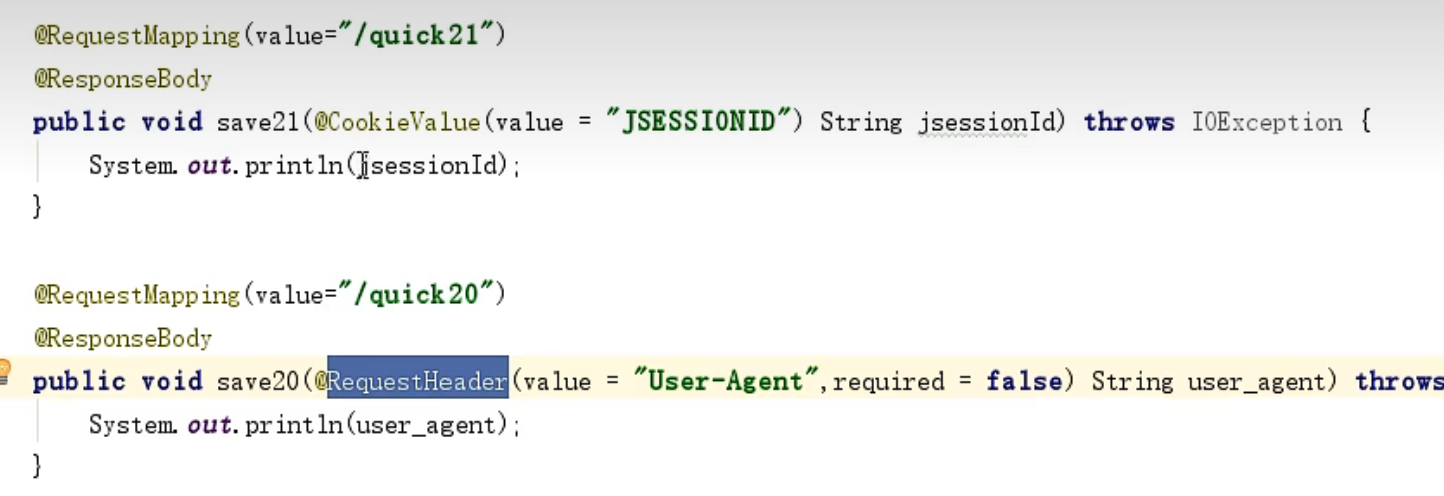 @RequestMapping(value="/quick21")
@ResponseBody
public void save21(@CookieValue(value = "JSESSIONID") String jsessionId) throws IOException {
System.out.println(jsessionId);
}
@RequestMapping(value="/quick20")
@ResponseBody
public void save20(@RequestHeader(value = "User-Agent",required = false) String user_agent) throws
System.out.println(user_agent);
}